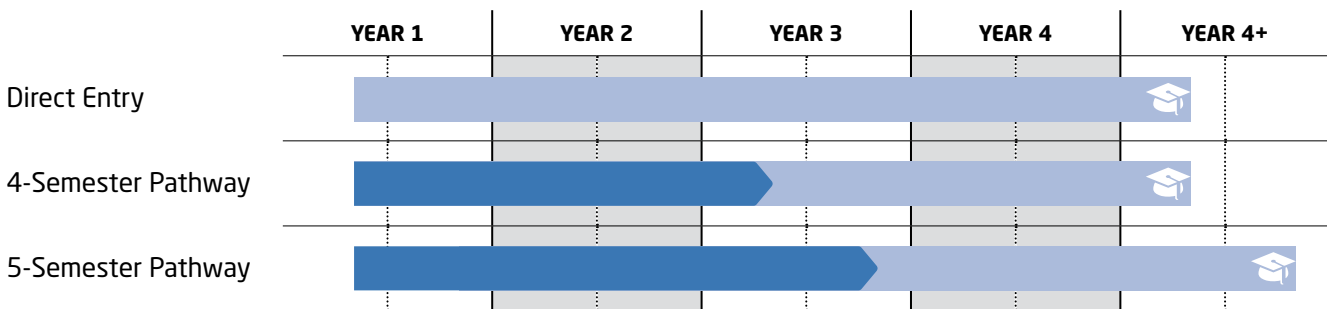 YEAR 1 YEAR 2 YEAR 3 YEAR 4 YEAR 4+
Direct Entry
4-Semester Pathway
5-Semester Pathway